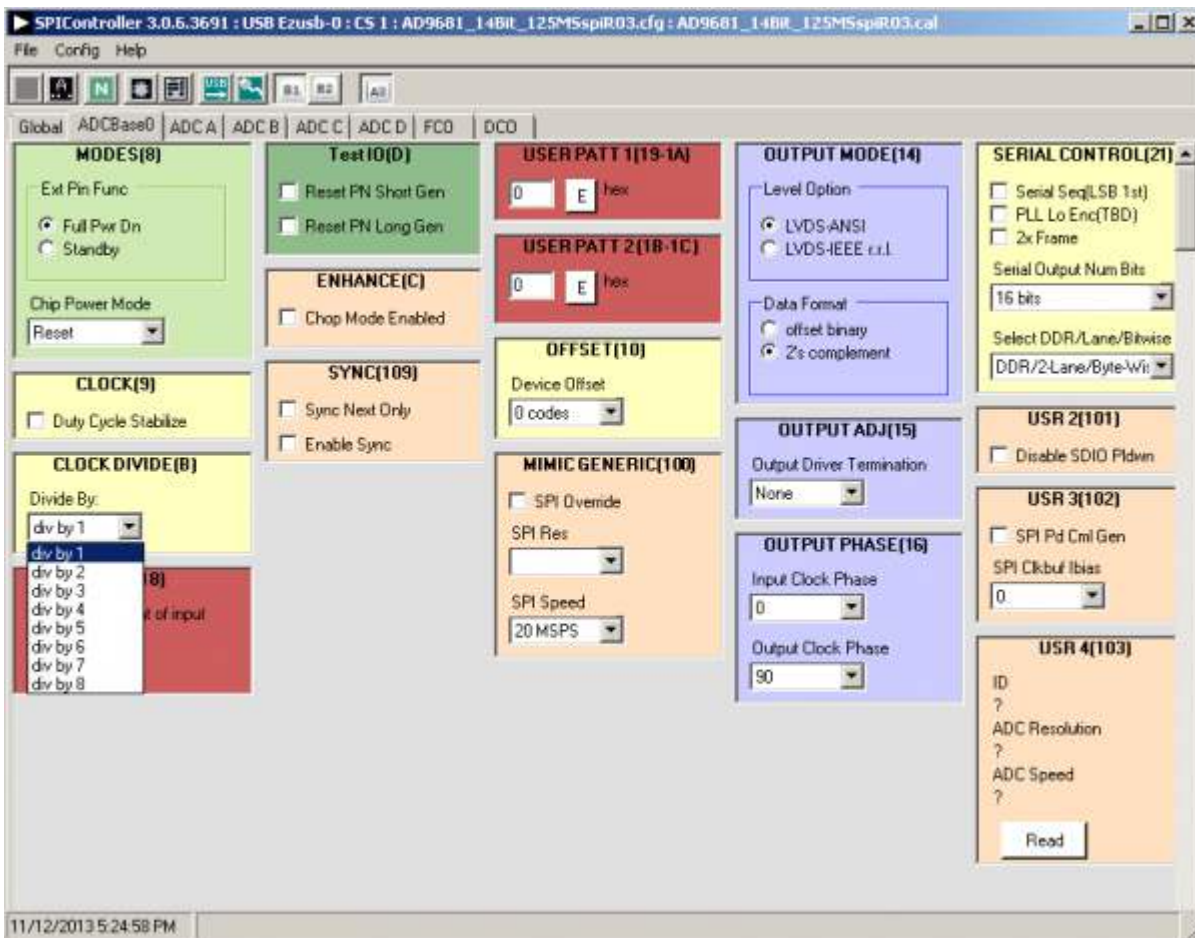 SPIController 3.0.6.3691 : USB Ezusb-0 : CS 1 : AD9681_14Bit_125MSspiR03.cfg : AD9681_14Bit_125MSspiR03.cal
File Config Help
USB
B1 B2 All
Global ADCBase0 ADC A ADC B ADC C ADC D FCO DCO
MODES(8)
Ext Pin Func
Full Pwr Dn
Standby
Chip Power Mode
Reset
CLOCK(9)
Duty Cycle Stabilize
CLOCK DIVIDE(B)
Divide By:
div by 1
div by 1
div by 2
div by 3
div by 4
div by 5
div by 6
div by 7
div by 8
18)
of input
Test IO(D)
Reset PN Short Gen
Reset PN Long Gen
ENHANCE(C)
Chop Mode Enabled
SYNC(109)
Sync Next Only
Enable Sync
USER PATT 1(19-1A)
0 E hex
USER PATT 2(1B-1C)
0 E hex
OFFSET(10)
Device Offset
0 codes
MIMIC GENERIC(100)
SPI Override
SPI Res
SPI Speed
20 MSPS
OUTPUT MODE(14)
Level Option
LVDS-ANSI
LVDS-IEEE r.r.l.
Data Format
offset binary
2's complement
OUTPUT ADJ(15)
Output Driver Termination
None
OUTPUT PHASE(16)
Input Clock Phase
0
Output Clock Phase
90
SERIAL CONTROL(21)
Serial Seq(LSB 1st)
PLL Lo Enc(TBD)
2x Frame
Serial Output Num Bits
16 bits
Select DDR/Lane/Bitwise
DDR/2-Lane/Byte-Wis
USR 2(101)
Disable SDIO Pldwn
USR 3(102)
SPI Pd Cml Gen
SPI Clkbuf Ibias
0
USR 4(103)
ID
?
ADC Resolution
?
ADC Speed
?
Read
11/12/2013 5:24:58 PM